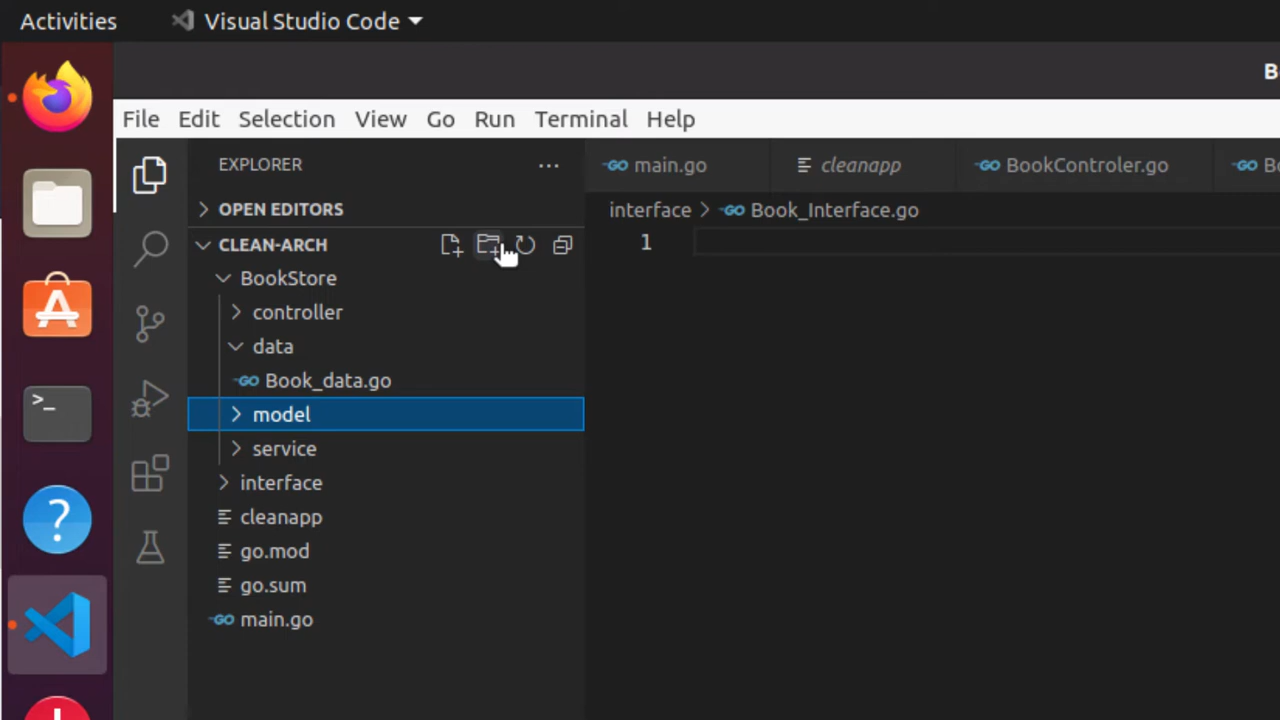 Activities Visual Studio Code
B
File Edit Selection View Go Run Terminal Help
EXPLORER
main.go cleanapp BookControler.go B
OPEN EDITORS
interface > Book_Interface.go
CLEAN-ARCH
1
BookStore
controller
data
Book_data.go
model
service
interface
cleanapp
go.mod
go.sum
main.go